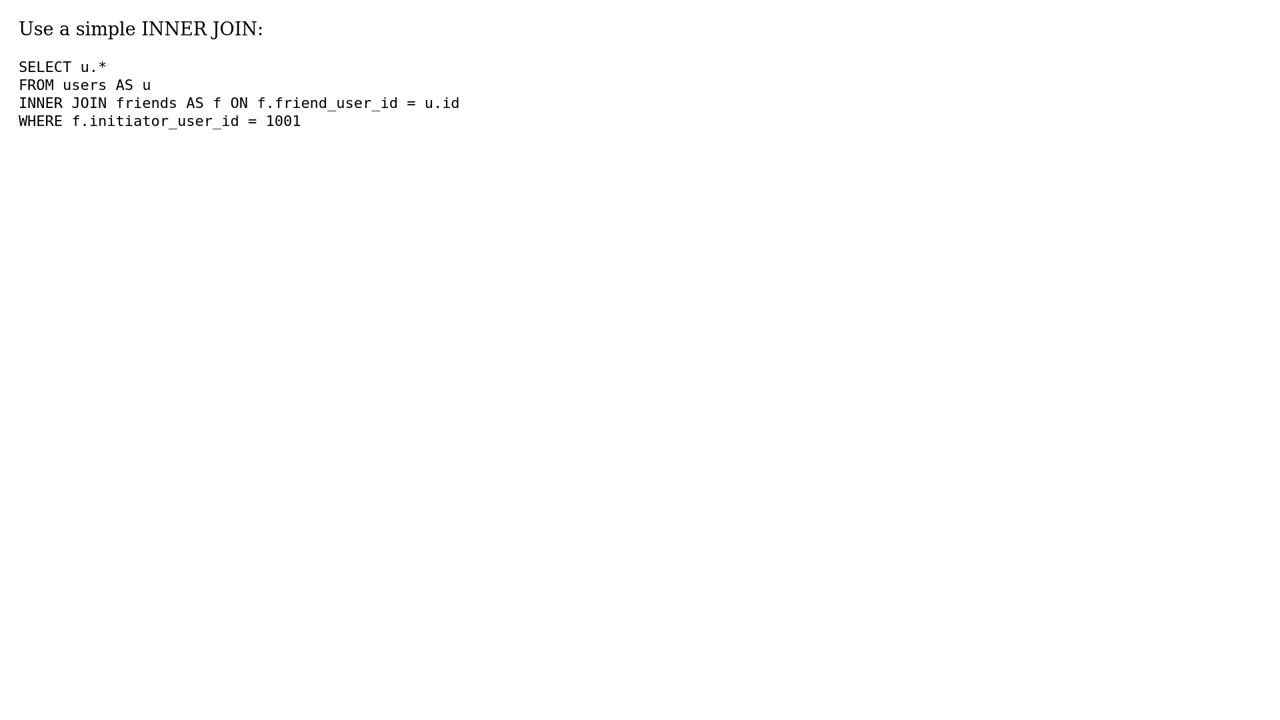 Use a simple INNER JOIN:
SELECT u.*
FROM users AS u
INNER JOIN friends AS f ON f.friend_user_id = u.id
WHERE f.initiator_user_id = 1001